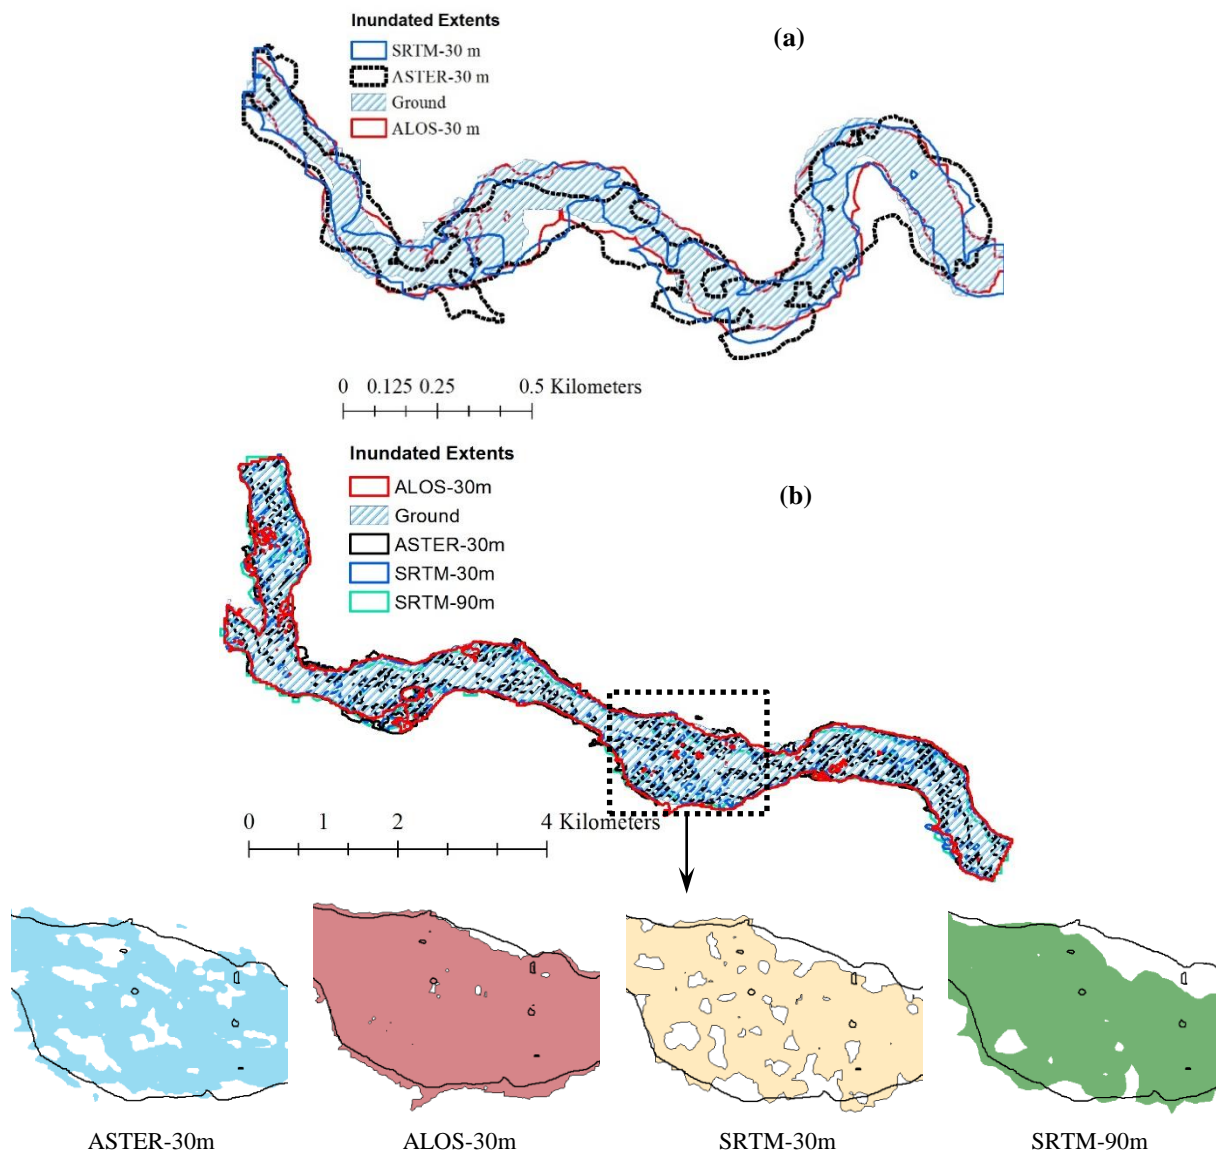 Inundated Extents
SRTM-30 m
ASTER-30 m
Ground
ALOS-30 m
(a)
0 0.125 0.25 0.5 Kilometers
Inundated Extents
ALOS-30m
Ground
ASTER-30m
SRTM-30m
SRTM-90m
(b)
0 1 2 4 Kilometers
ASTER-30m ALOS-30m SRTM-30m SRTM-90m